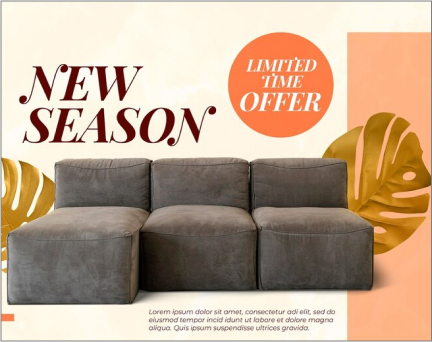 NEW
SEASON
LIMITED
TIME
OFFER
Lorem ipsum dolor sit amet, consectetur adi elit, sed do
eiusmod tempor incid idunt ut labore et dolore magna
aliqua. Quis ipsum suspendisse ultrices gravida.